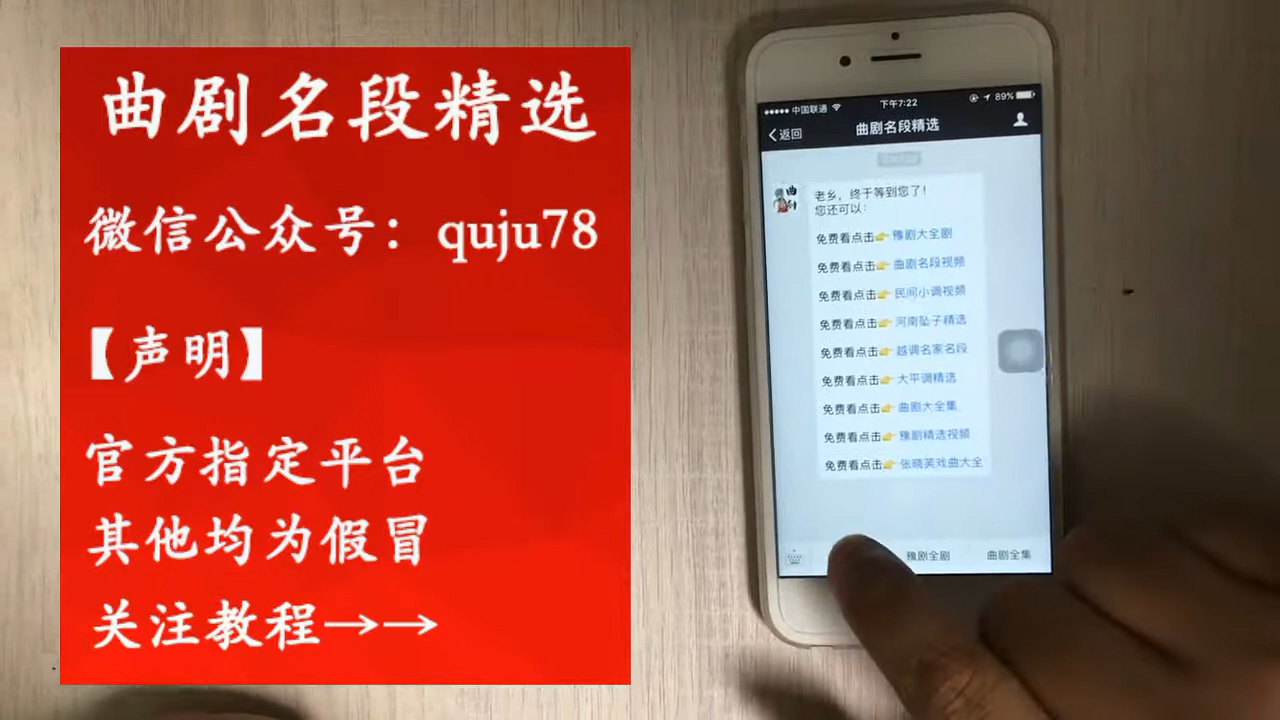 曲剧名段精选
微信公众号：quju78
【声明】
官方指定平台
其他均为假冒
关注教程→→
中国联通
下午7:22
89%
返回
曲剧名段精选
老乡，终于等到您了！
您还可以：
免费看点击👉豫剧大全剧
免费看点击👉曲剧名段视频
免费看点击👉民间小调视频
免费看点击👉河南坠子精选
免费看点击👉越调名家名段
免费看点击👉大平调精选
免费看点击👉曲剧大全集
免费看点击👉豫剧精选视频
免费看点击👉张晓英戏曲大全
豫剧全剧
曲剧全集